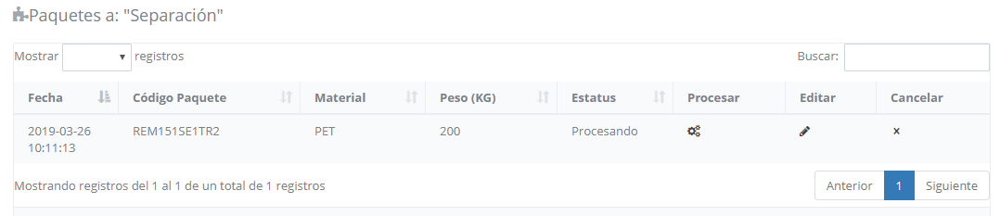 Paquetes a: "Separación"
Mostrar registros Buscar:
Fecha Código Paquete Material Peso (KG) Estatus Procesar Editar Cancelar
2019-03-26 REM151SE1TR2 PET 200 Procesando
10:11:13
Mostrando registros del 1 al 1 de un total de 1 registros Anterior 1 Siguiente